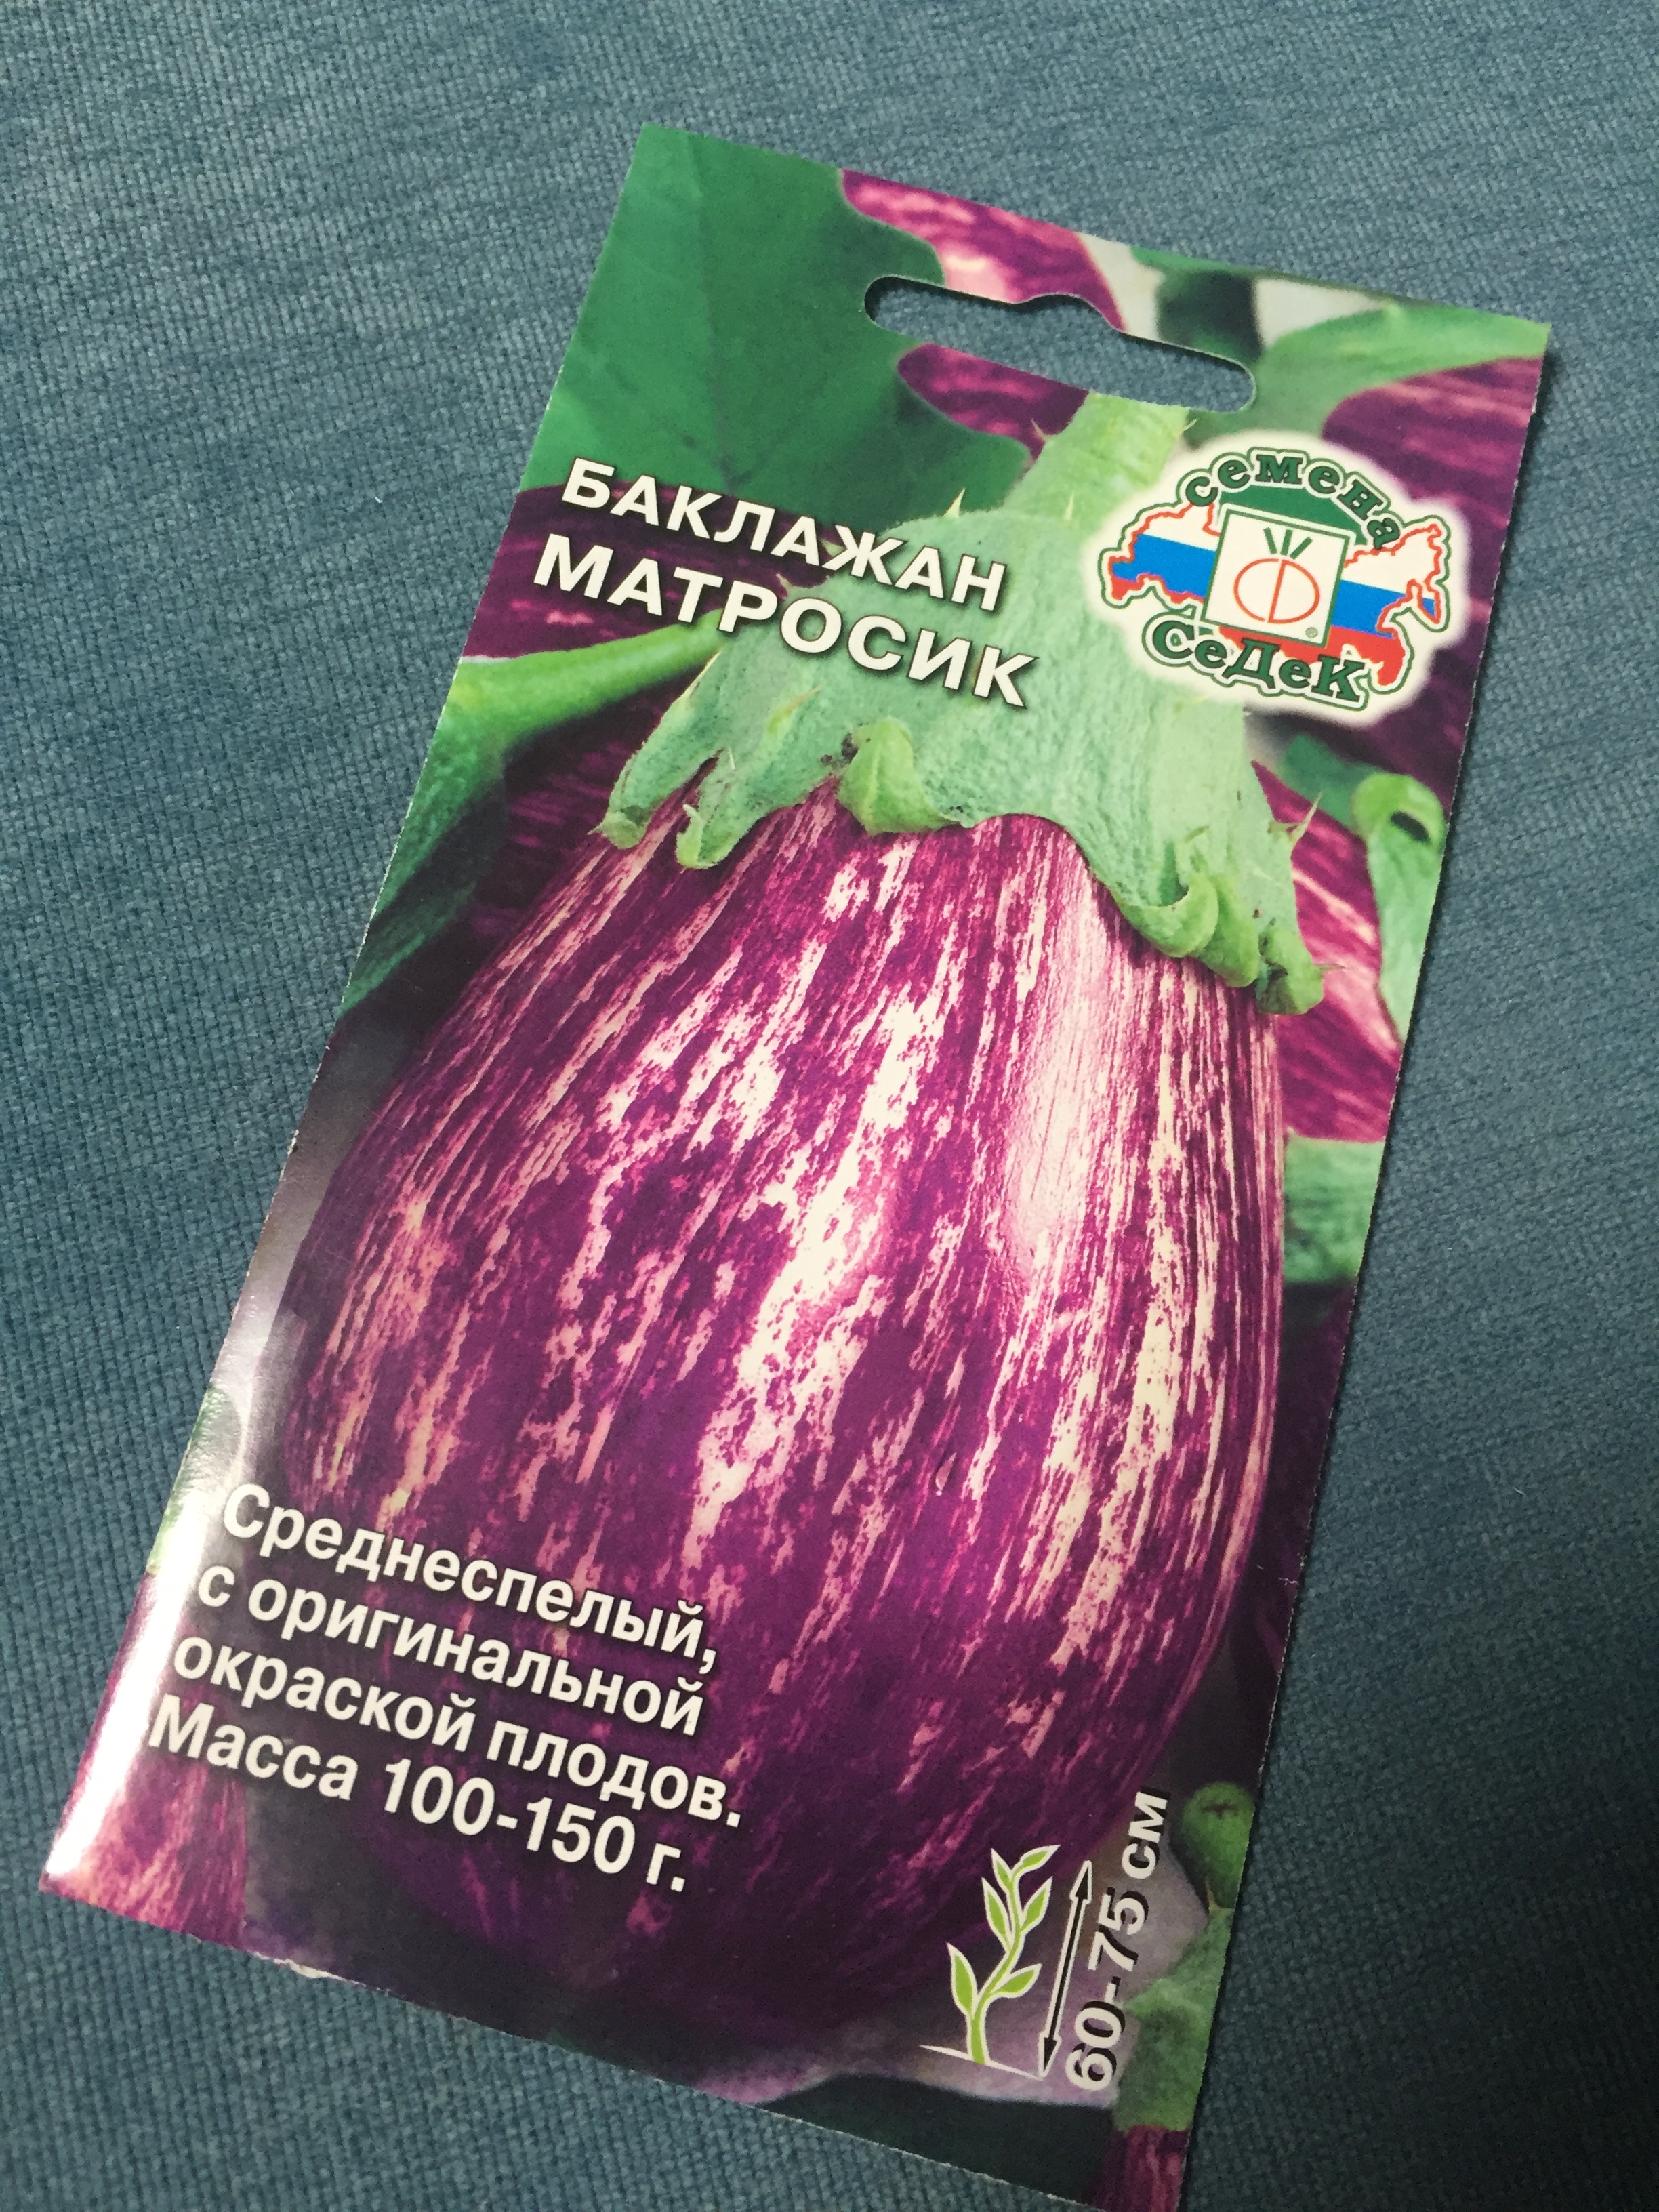 БАКЛАЖАН
МАТРОСИК
семена
СеДеК
®
Среднеспелый,
с оригинальной
окраской плодов.
Масса 100-150 г.
60-75 см